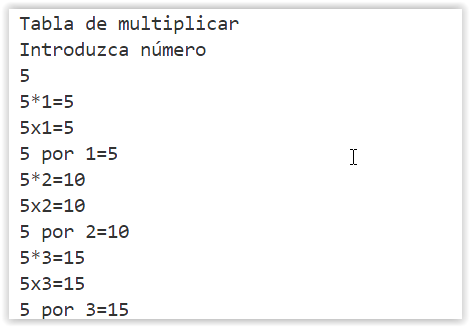 Tabla de multiplicar
Introduzca número
5
5*1=5
5x1=5
5 por 1=5
5*2=10
5x2=10
5 por 2=10
5*3=15
5x3=15
5 por 3=15